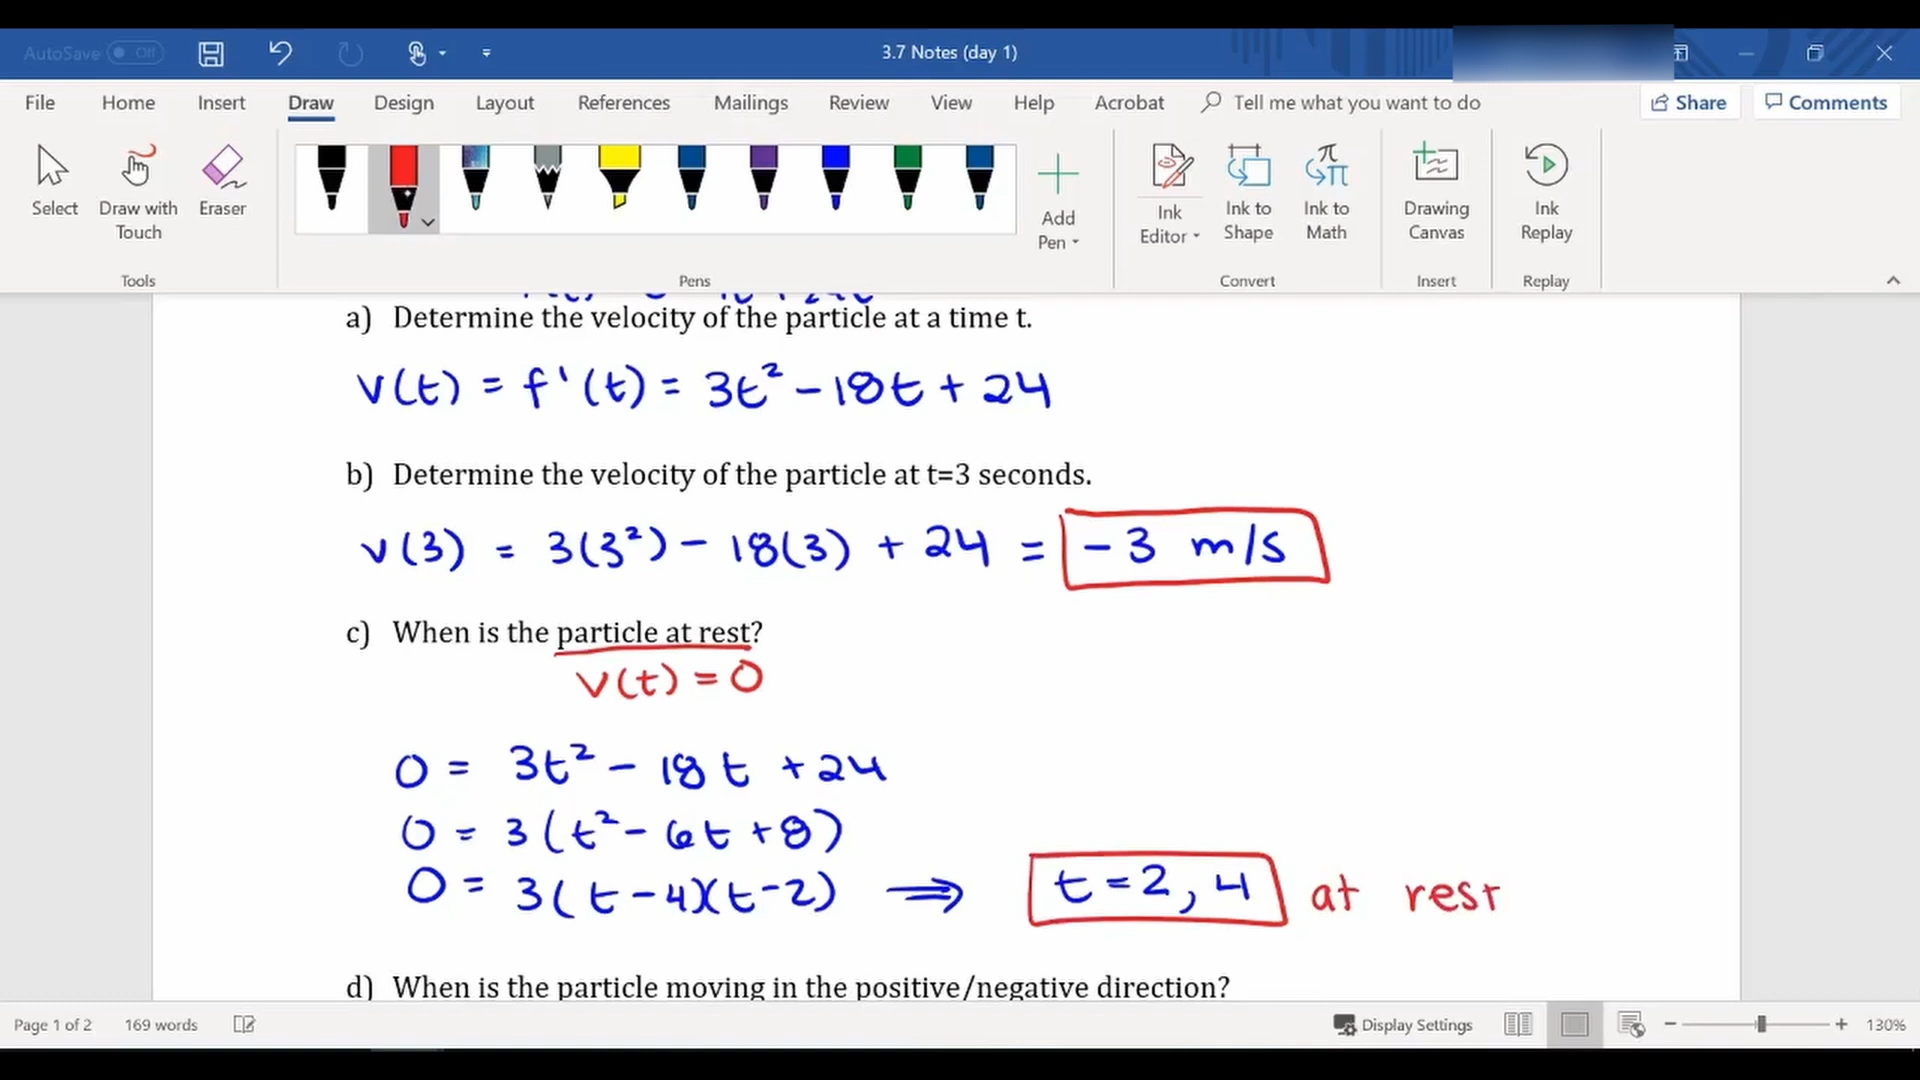 AutoSave Off 3.7 Notes (day 1)
File Home Insert Draw Design Layout References Mailings Review View Help Acrobat Tell me what you want to do Share Comments
Select Draw with Touch Eraser Add Pen Ink Editor Ink to Shape Ink to Math Drawing Canvas Ink Replay
Tools Pens Convert Insert Replay
a) Determine the velocity of the particle at a time t.
v(t) = f'(t) = 3t² - 18t + 24
b) Determine the velocity of the particle at t=3 seconds.
v(3) = 3(3²) - 18(3) + 24 = -3 m/s
c) When is the particle at rest?
v(t) = 0
0 = 3t² - 18t + 24
0 = 3(t² - 6t + 8)
0 = 3(t-4)(t-2) ⇒ t = 2, 4 at rest
d) When is the particle moving in the positive/negative direction?
Page 1 of 2 169 words Display Settings 130%